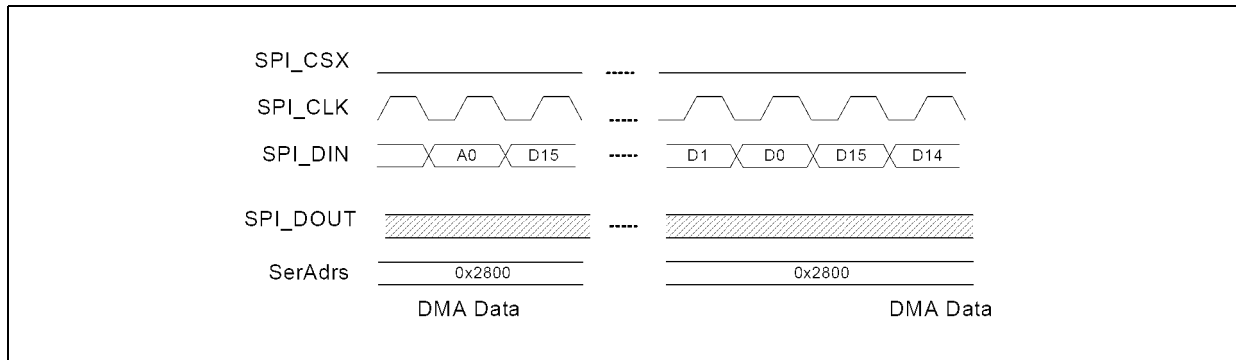 SPI_CSX
SPI_CLK
SPI_DIN A0 D15 D1 D0 D15 D14
SPI_DOUT
SerAdrs 0x2800 0x2800
DMA Data DMA Data